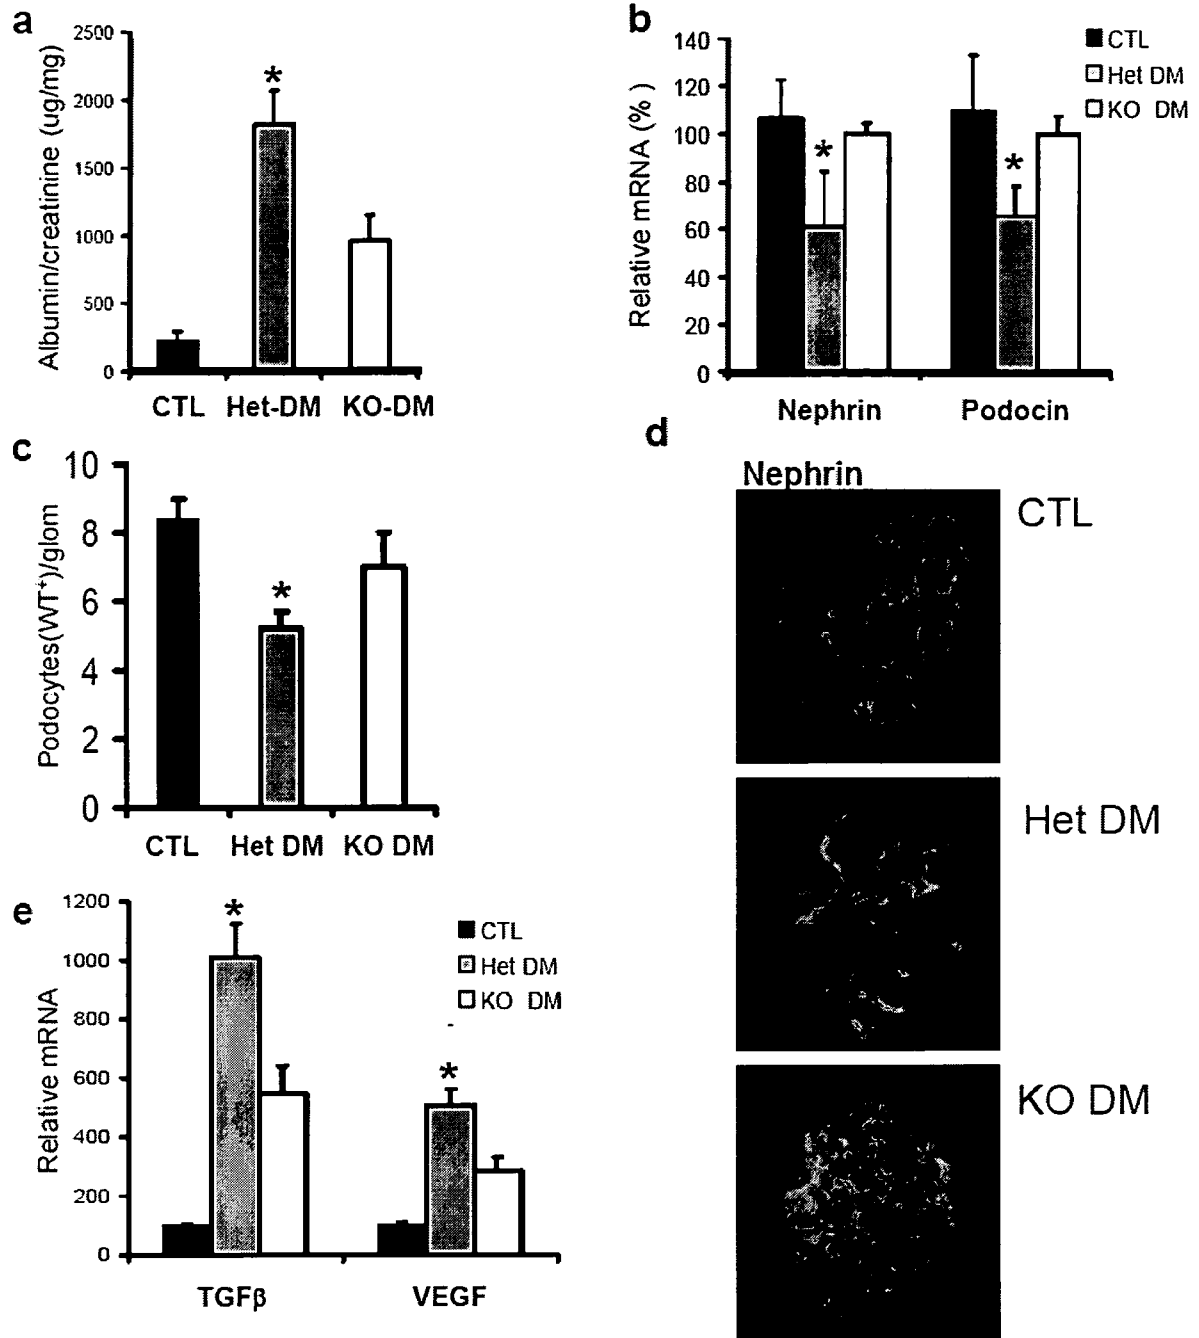 a
Albumin/creatinine (ug/mg)
2500
2000
1500
1000
500
0
*
CTL Het-DM KO-DM
b
Relative mRNA (%)
140
120
100
80
60
40
20
0
* *
CTL
Het DM
KO DM
Nephrin Podocin
c
Podocytes(WT⁺)/glom
10
8
6
4
2
0
*
CTL Het DM KO DM
d
Nephrin
CTL
Het DM
KO DM
e
Relative mRNA
1200
1000
800
600
400
200
0
* *
CTL
Het DM
KO DM
TGFβ VEGF